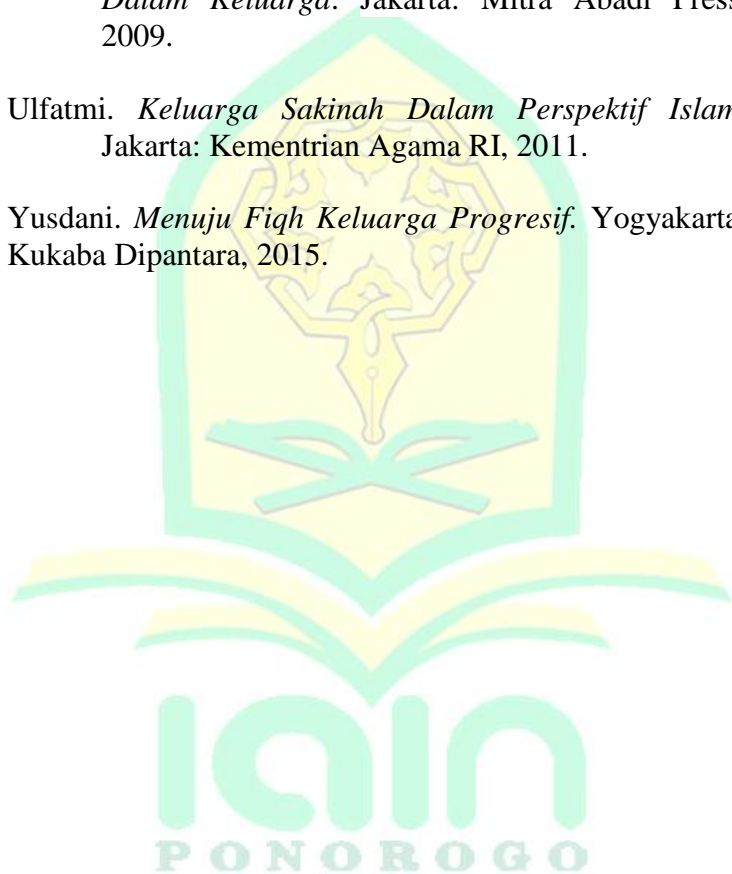 Dalam Keluarga. Jakarta: Mitra Abadi Press
2009.
Ulfatmi. Keluarga Sakinah Dalam Perspektif Islam
Jakarta: Kementrian Agama RI, 2011.
Yusdani. Menuju Fiqh Keluarga Progresif. Yogyakarta
Kukaba Dipantara, 2015.
iain
PONOROGO